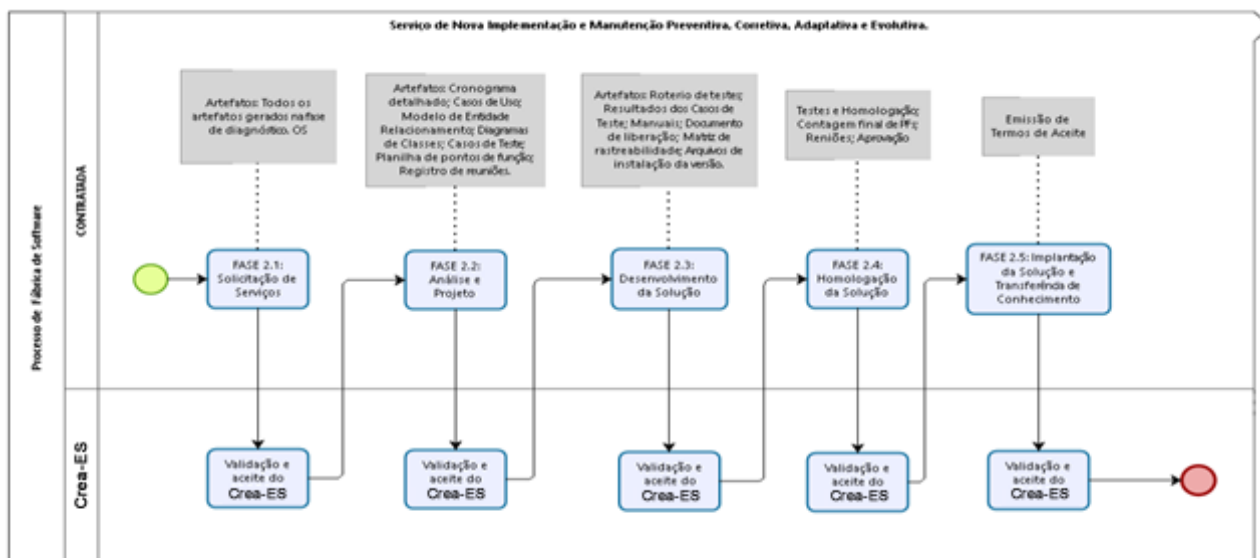 Serviço de Nova Implementação e Manutenção Preventiva, Corretiva, Adaptativa e Evolutiva.
Processo de Fábrica de Software
CONTRATADA
Artefatos: Todos os
artefatos gerados na fase
de diagnóstico. OS
Artefatos: Cronograma
detalhado; Casos de Uso;
Modelo de Entidade
Relacionamento; Diagramas
de Classes; Casos de Teste;
Planilha de pontos de função;
Registro de reuniões.
Artefatos: Roterio de testes;
Resultados dos Casos de
Teste; Manuais; Documento
de liberação; Matriz de
rastreabilidade; Arquivos de
instalação da versão.
Testes e Homologação;
Contagem final de PFs;
Reniões; Aprovação
Emissão de
Termos de Aceite
FASE 2.1:
Solicitação de
Serviços
FASE 2.2:
Análise e
Projeto
FASE 2.3:
Desenvolvimento
da Solução
FASE 2.4:
Homologação
da Solução
FASE 2.5: Implantação
da Solução e
Transferência de
Conhecimento
Crea-ES
Validação e
aceite do
Crea-ES
Validação e
aceite do
Crea-ES
Validação e
aceite do
Crea-ES
Validação e
aceite do
Crea-ES
Validação e
aceite do
Crea-ES